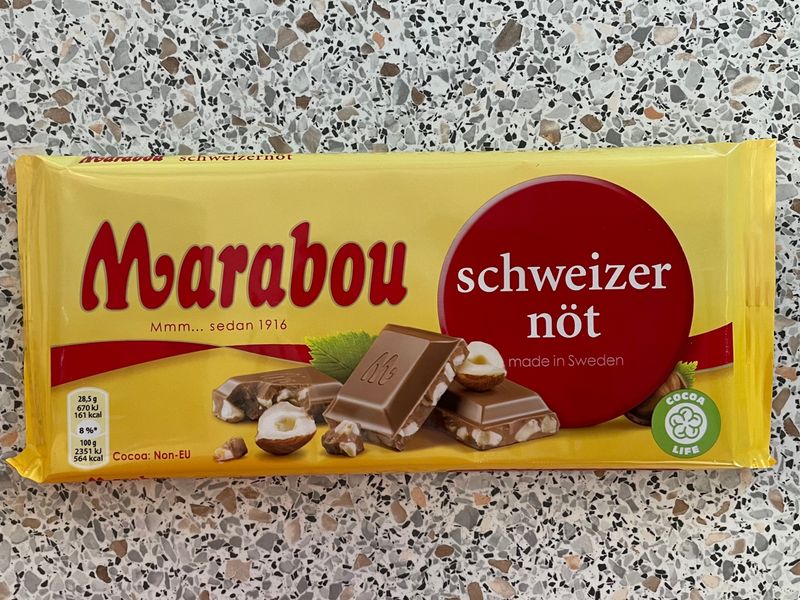 Marabou schweizernöt
Marabou
Mmm... sedan 1916
schweizer
nöt
made in Sweden
28,5 g
670 kJ
161 kcal
8 %*
100 g
2351 kJ
564 kcal
Cocoa: Non-EU
COCOA
LIFE